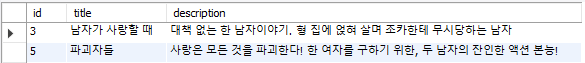 id title description
3 남자가 사랑할 때 대책 없는 한 남자이야기. 형 집에 얹혀 살며 조카한테 무시당하는 남자
5 파괴자들 사랑은 모든 것을 파괴한다! 한 여자를 구하기 위한, 두 남자의 잔인한 액션 본능!